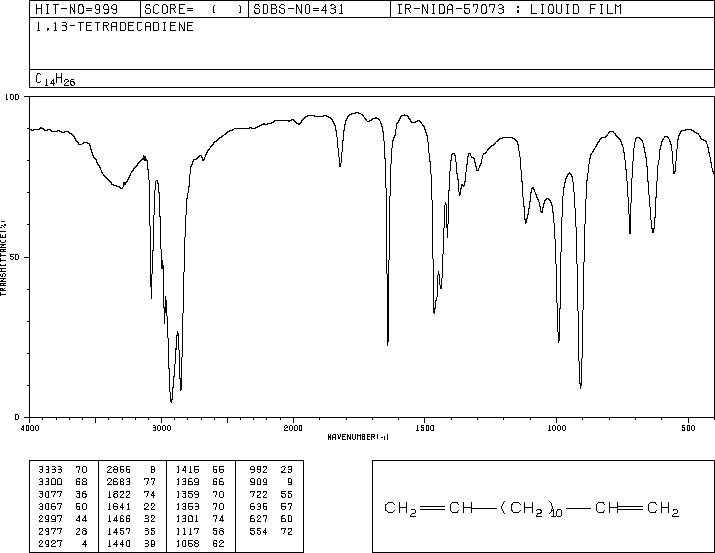 HIT-NO=999 SCORE= ( ) SDBS-NO=431 IR-NIDA-57073 : LIQUID FILM
1,13-TETRADECADIENE
C14H26
100
50
0
TRANSMITTANCE(%)
4000 3000 2000 1500 1000 500
WAVENUMBER(-1)
3333 70 2855 8 1416 66 992 23
3300 68 2683 77 1369 66 909 9
3077 36 1822 74 1359 70 722 55
3067 60 1641 22 1353 70 636 57
2997 44 1466 32 1301 74 627 60
2977 28 1457 35 1117 58 554 72
2927 4 1440 39 1058 62
CH2=CH-(CH2)10-CH=CH2